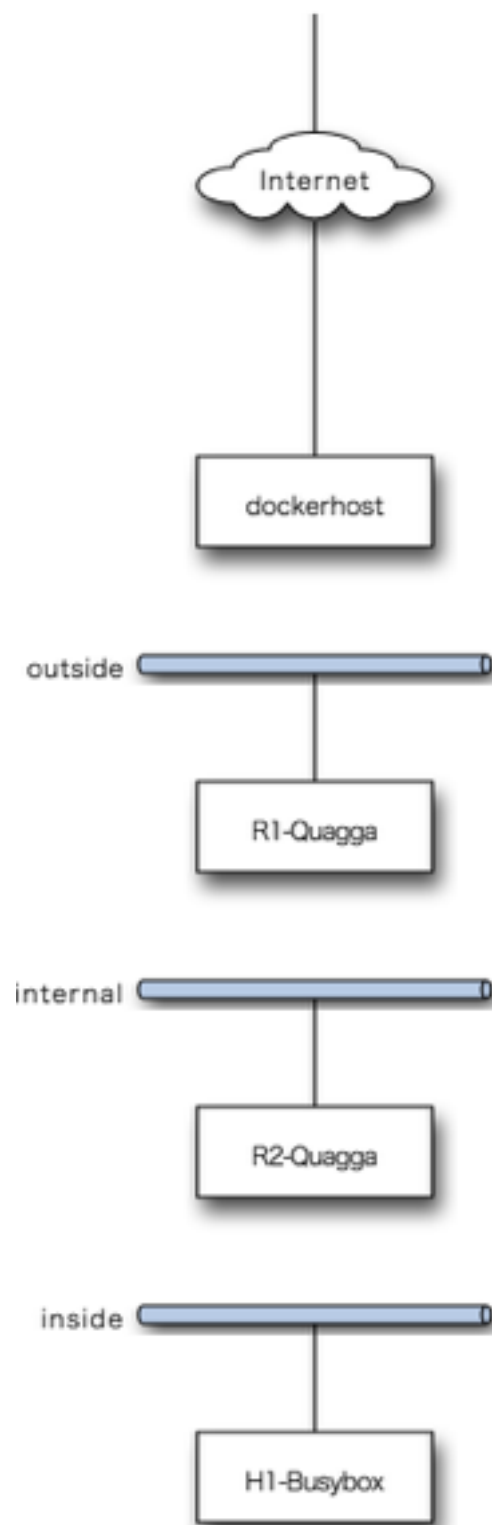 Internet
dockerhost
outside
R1-Quagga
internal
R2-Quagga
inside
H1-Busybox